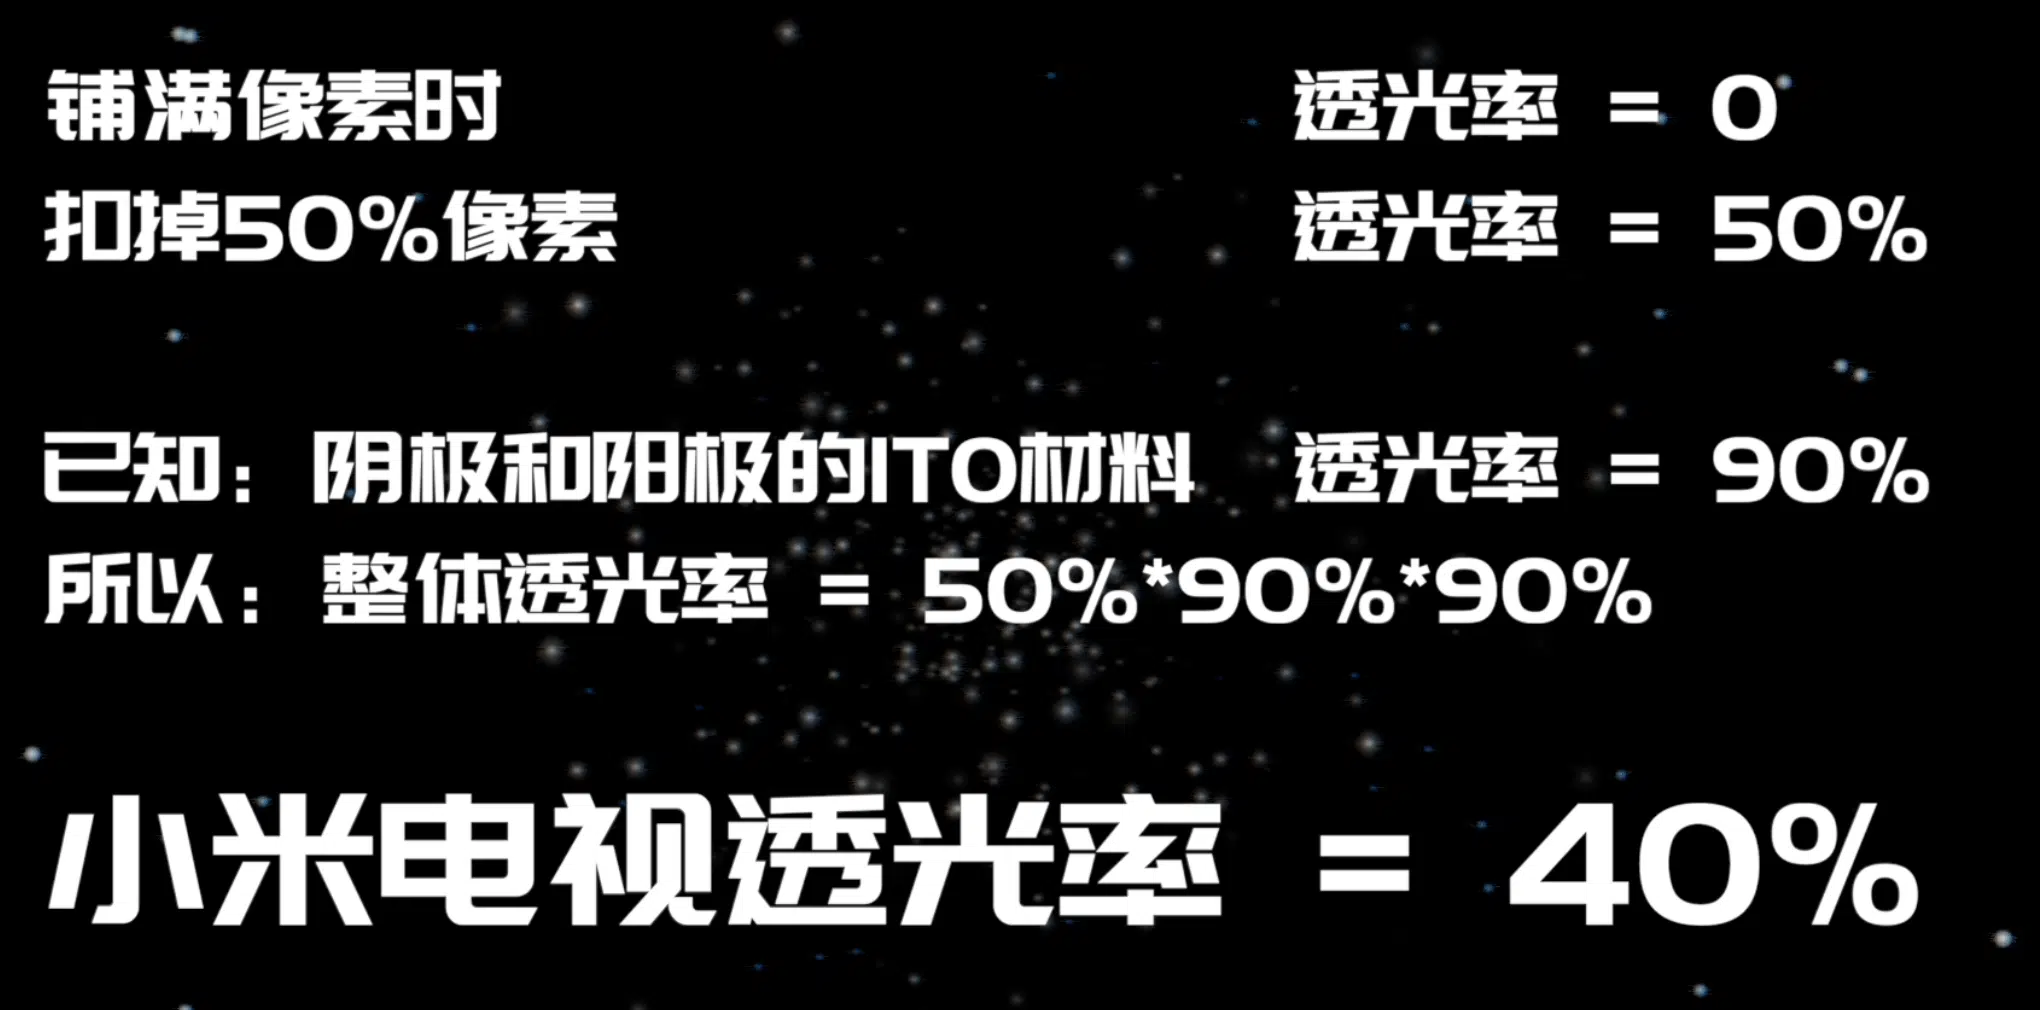 铺满像素时 透光率 = 0
扣掉50%像素 透光率 = 50%
已知：阴极和阳极的ITO材料 透光率 = 90%
所以：整体透光率 = 50%*90%*90%
小米电视透光率 = 40%